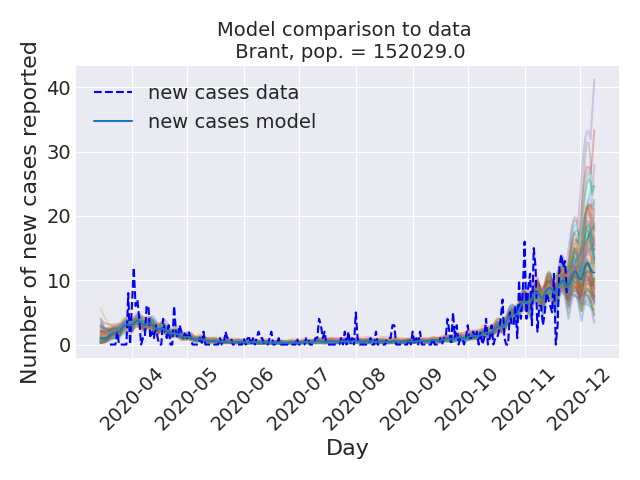 Model comparison to data
Brant, pop. = 152029.0
Number of new cases reported
40
30
20
10
0
new cases data
new cases model
2020-04
2020-05
2020-06
2020-07
2020-08
2020-09
2020-10
2020-11
2020-12
Day